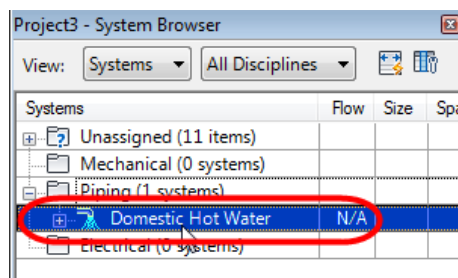 Project3 - System Browser
View: Systems All Disciplines
Systems Flow Size Spa
Unassigned (11 items)
Mechanical (0 systems)
Piping (1 systems)
Domestic Hot Water N/A
Electrical (0 systems)